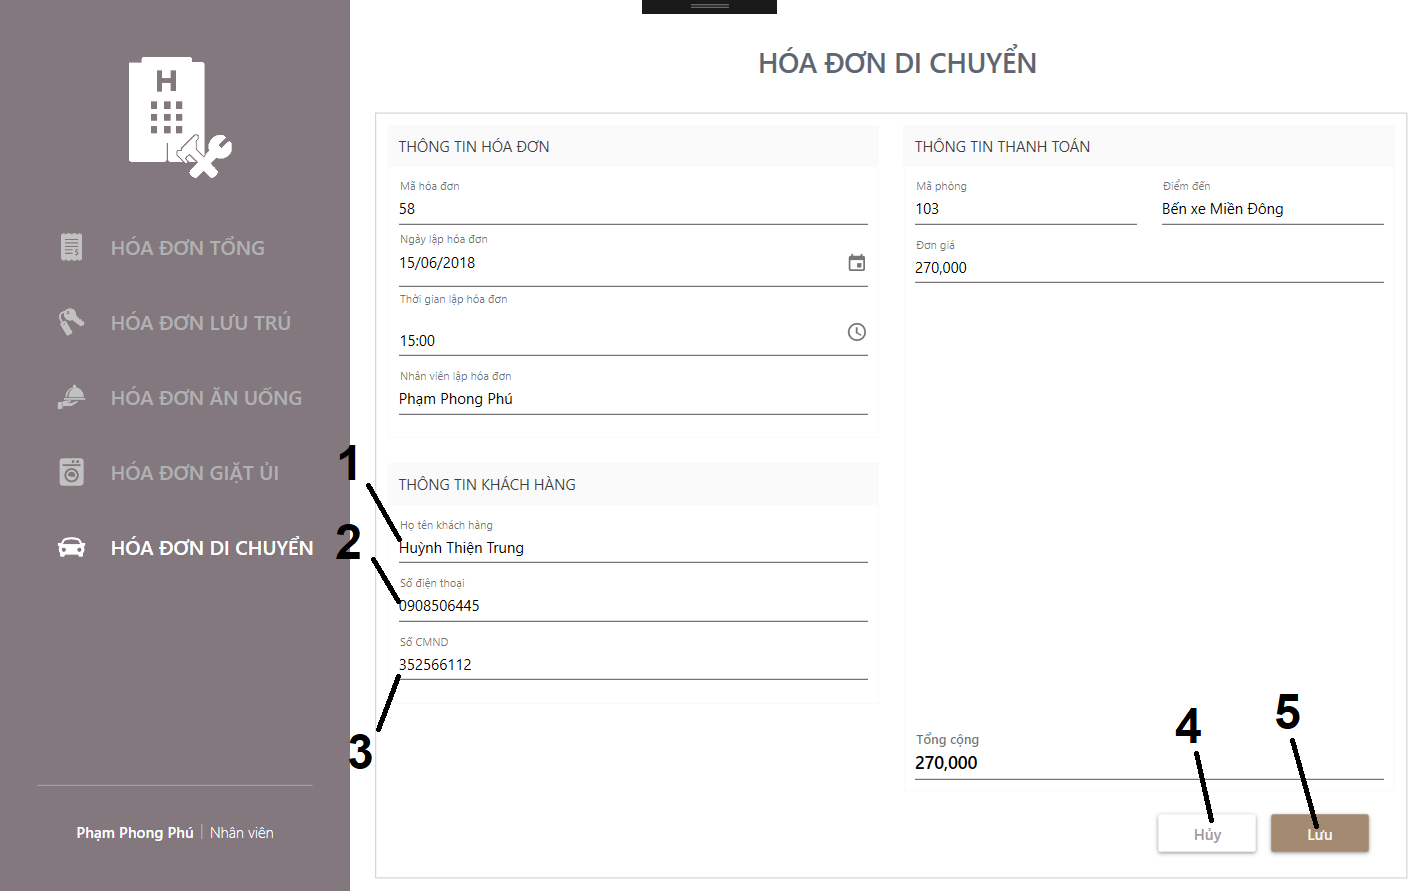 H
HÓA ĐƠN TỔNG
HÓA ĐƠN LƯU TRÚ
HÓA ĐƠN ĂN UỐNG
HÓA ĐƠN GIẶT ỦI
HÓA ĐƠN DI CHUYỂN
Phạm Phong Phú | Nhân viên
HÓA ĐƠN DI CHUYỂN
THÔNG TIN HÓA ĐƠN
Mã hóa đơn
58
Ngày lập hóa đơn
15/06/2018
Thời gian lập hóa đơn
15:00
Nhân viên lập hóa đơn
Phạm Phong Phú
1
THÔNG TIN KHÁCH HÀNG
Họ tên khách hàng
Huỳnh Thiện Trung
2
Số điện thoại
0908506445
Số CMND
352566112
3
THÔNG TIN THANH TOÁN
Mã phòng
103
Điểm đến
Bến xe Miền Đông
Đơn giá
270,000
Tổng cộng
270,000
4
5
Hủy
Lưu